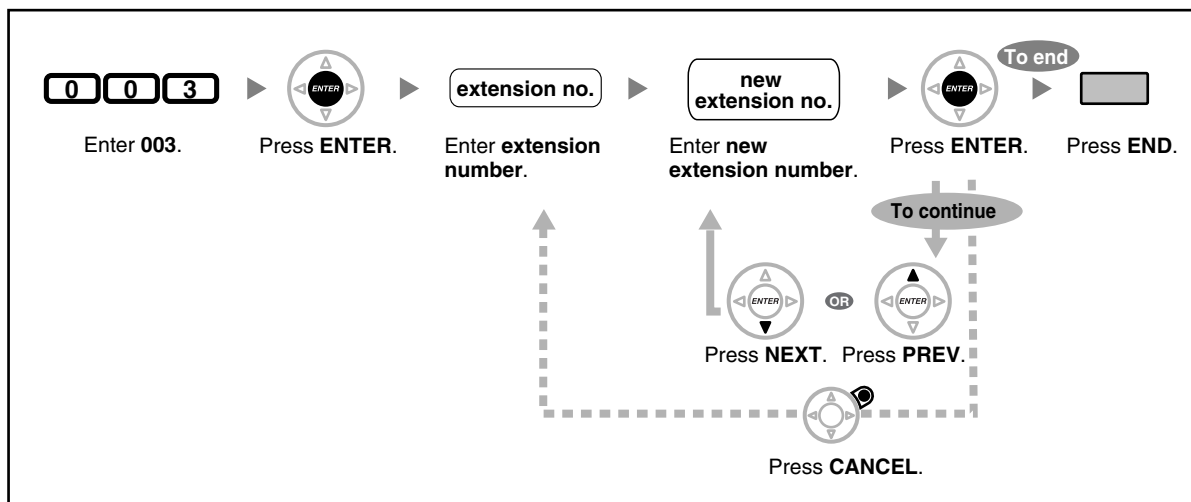 0 0 3
ENTER
extension no.
new
extension no.
ENTER
To end
Enter 003.
Press ENTER.
Enter extension
number.
Enter new
extension number.
Press ENTER.
Press END.
To continue
ENTER
OR
ENTER
Press NEXT.
Press PREV.
Press CANCEL.